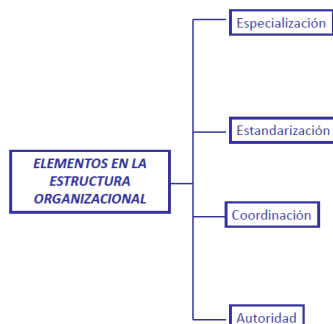 Especialización
Estandarización
ELEMENTOS EN LA
ESTRUCTURA
ORGANIZACIONAL
Coordinación
Autoridad